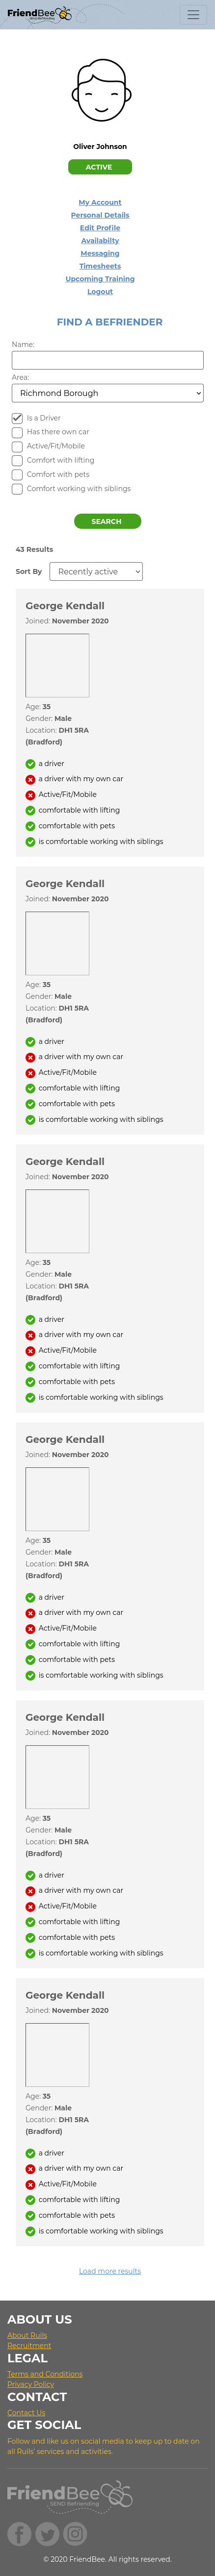 FriendBee
SEND Befriending
Oliver Johnson
ACTIVE
My Account
Personal Details
Edit Profile
Availabilty
Messaging
Timesheets
Upcoming Training
Logout
FIND A BEFRIENDER
Name:
Area:
Richmond Borough
Is a Driver
Has there own car
Active/Fit/Mobile
Comfort with lifting
Comfort with pets
Comfort working with siblings
SEARCH
43 Results
Sort By Recently active
George Kendall
Joined: November 2020
Age: 35
Gender: Male
Location: DH1 5RA
(Bradford)
a driver
a driver with my own car
Active/Fit/Mobile
comfortable with lifting
comfortable with pets
is comfortable working with siblings
George Kendall
Joined: November 2020
Age: 35
Gender: Male
Location: DH1 5RA
(Bradford)
a driver
a driver with my own car
Active/Fit/Mobile
comfortable with lifting
comfortable with pets
is comfortable working with siblings
George Kendall
Joined: November 2020
Age: 35
Gender: Male
Location: DH1 5RA
(Bradford)
a driver
a driver with my own car
Active/Fit/Mobile
comfortable with lifting
comfortable with pets
is comfortable working with siblings
George Kendall
Joined: November 2020
Age: 35
Gender: Male
Location: DH1 5RA
(Bradford)
a driver
a driver with my own car
Active/Fit/Mobile
comfortable with lifting
comfortable with pets
is comfortable working with siblings
George Kendall
Joined: November 2020
Age: 35
Gender: Male
Location: DH1 5RA
(Bradford)
a driver
a driver with my own car
Active/Fit/Mobile
comfortable with lifting
comfortable with pets
is comfortable working with siblings
George Kendall
Joined: November 2020
Age: 35
Gender: Male
Location: DH1 5RA
(Bradford)
a driver
a driver with my own car
Active/Fit/Mobile
comfortable with lifting
comfortable with pets
is comfortable working with siblings
Load more results
ABOUT US
About Ruils
Recruitment
LEGAL
Terms and Conditions
Privacy Policy
CONTACT
Contact Us
GET SOCIAL
Follow and like us on social media to keep up to date on
all Ruils' services and activities.
FriendBee
SEND Befriending
© 2020 FriendBee. All rights reserved.